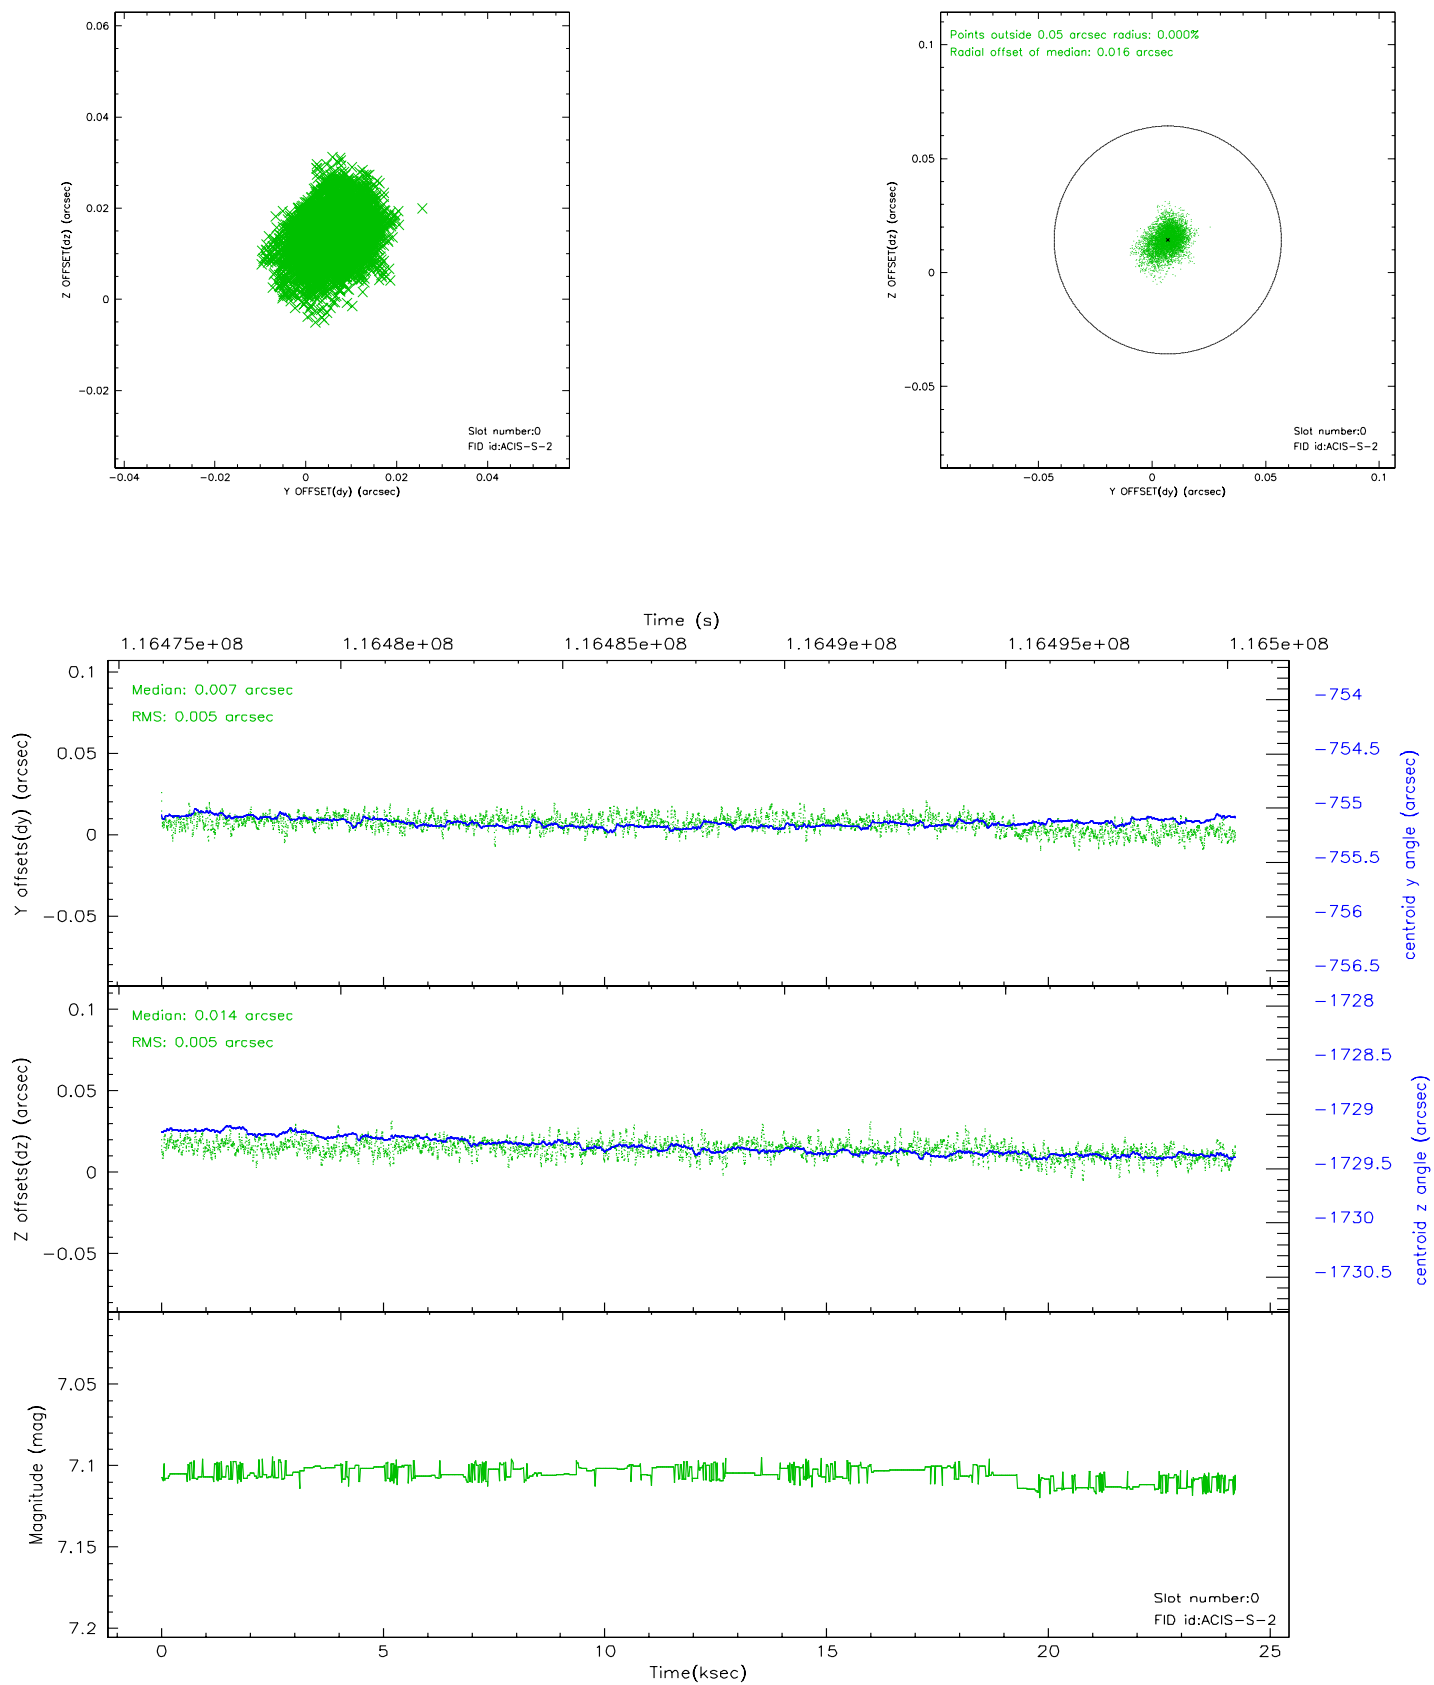 0.06
0.04
0.02
0
-0.02
Z OFFSET(dz) (arcsec)
Slot number:0
FID id:ACIS-S-2
-0.04 -0.02 0 0.02 0.04
Y OFFSET(dy) (arcsec)
Points outside 0.05 arcsec radius: 0.000%
Radial offset of median: 0.016 arcsec
0.1
0.05
0
-0.05
Z OFFSET(dz) (arcsec)
Slot number:0
FID id:ACIS-S-2
-0.05 0 0.05 0.1
Y OFFSET(dy) (arcsec)
Time (s)
1.16475e+08 1.1648e+08 1.16485e+08 1.1649e+08 1.16495e+08 1.165e+08
Median: 0.007 arcsec
RMS: 0.005 arcsec
0.1
0.05
0
-0.05
Y offsets(dy) (arcsec)
-754
-754.5
-755
-755.5
-756
-756.5
centroid y angle (arcsec)
Median: 0.014 arcsec
RMS: 0.005 arcsec
0.1
0.05
0
-0.05
Z offsets(dz) (arcsec)
-1728
-1728.5
-1729
-1729.5
-1730
-1730.5
centroid z angle (arcsec)
7.05
7.1
7.15
7.2
Magnitude (mag)
Slot number:0
FID id:ACIS-S-2
0 5 10 15 20 25
Time(ksec)